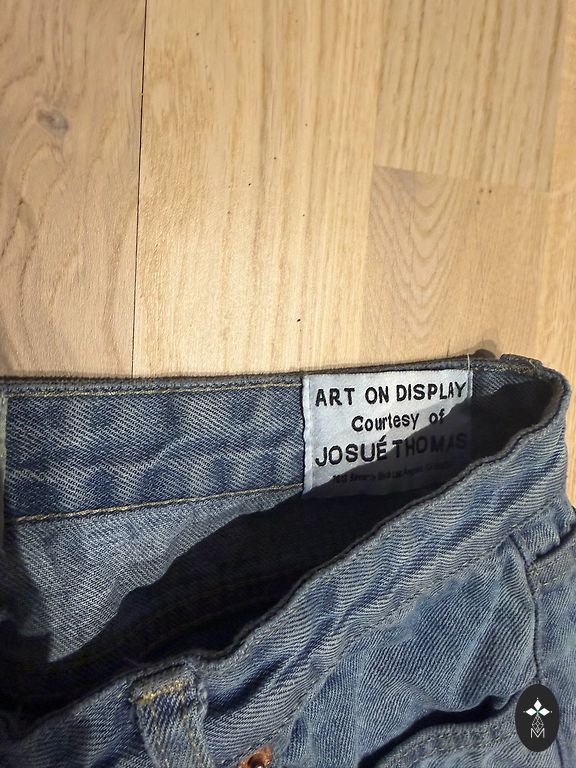 ART ON DISPLAY
Courtesy of
JOSUÉ THOMAS